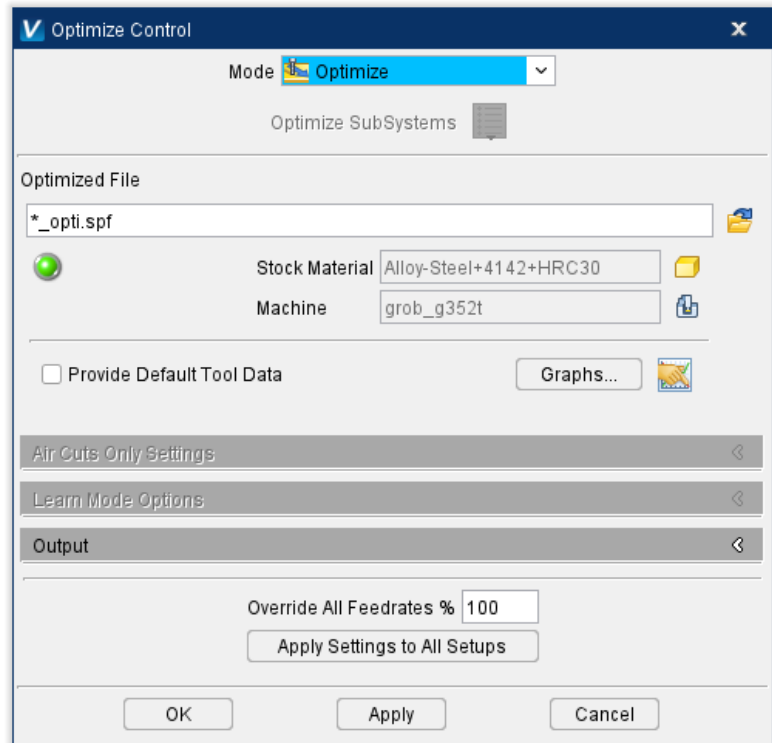 Optimize Control
Mode Optimize
Optimize SubSystems
Optimized File
*_opti.spf
Stock Material Alloy-Steel+4142+HRC30
Machine grob_g352t
Provide Default Tool Data Graphs...
Air Cuts Only Settings
Learn Mode Options
Output
Override All Feedrates % 100
Apply Settings to All Setups
OK Apply Cancel